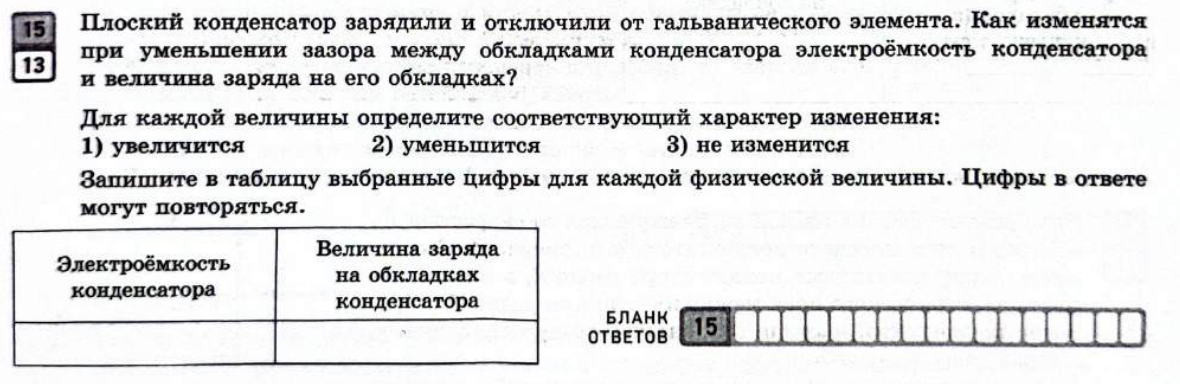 15
13
Плоский конденсатор зарядили и отключили от гальванического элемента. Как изменятся
при уменьшении зазора между обкладками конденсатора электроёмкость конденсатора
и величина заряда на его обкладках?
Для каждой величины определите соответствующий характер изменения:
1) увеличится 2) уменьшится 3) не изменится
Запишите в таблицу выбранные цифры для каждой физической величины. Цифры в ответе
могут повторяться.
Электроёмкость
конденсатора
Величина заряда
на обкладках
конденсатора
БЛАНК
ОТВЕТОВ
15